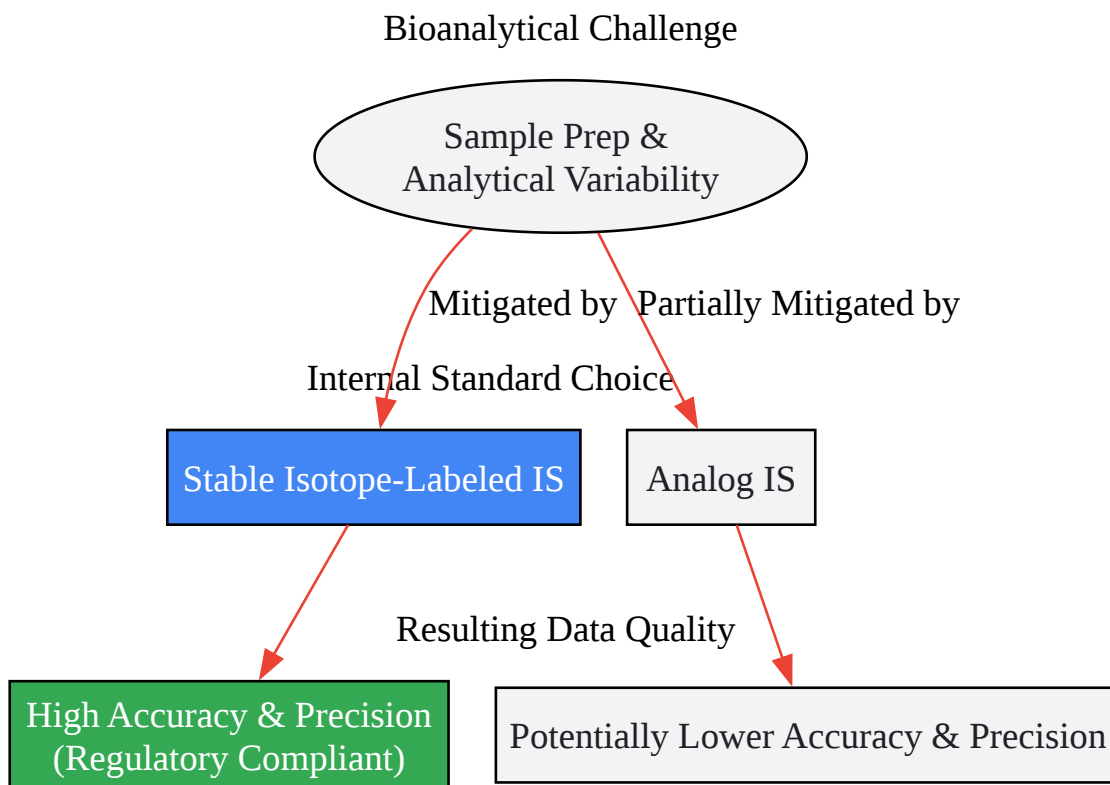 Bioanalytical Challenge
Sample Prep &
Analytical Variability
Mitigated by
Partially Mitigated by
Internal Standard Choice
Stable Isotope-Labeled IS
Analog IS
Resulting Data Quality
High Accuracy & Precision
(Regulatory Compliant)
Potentially Lower Accuracy & Precision